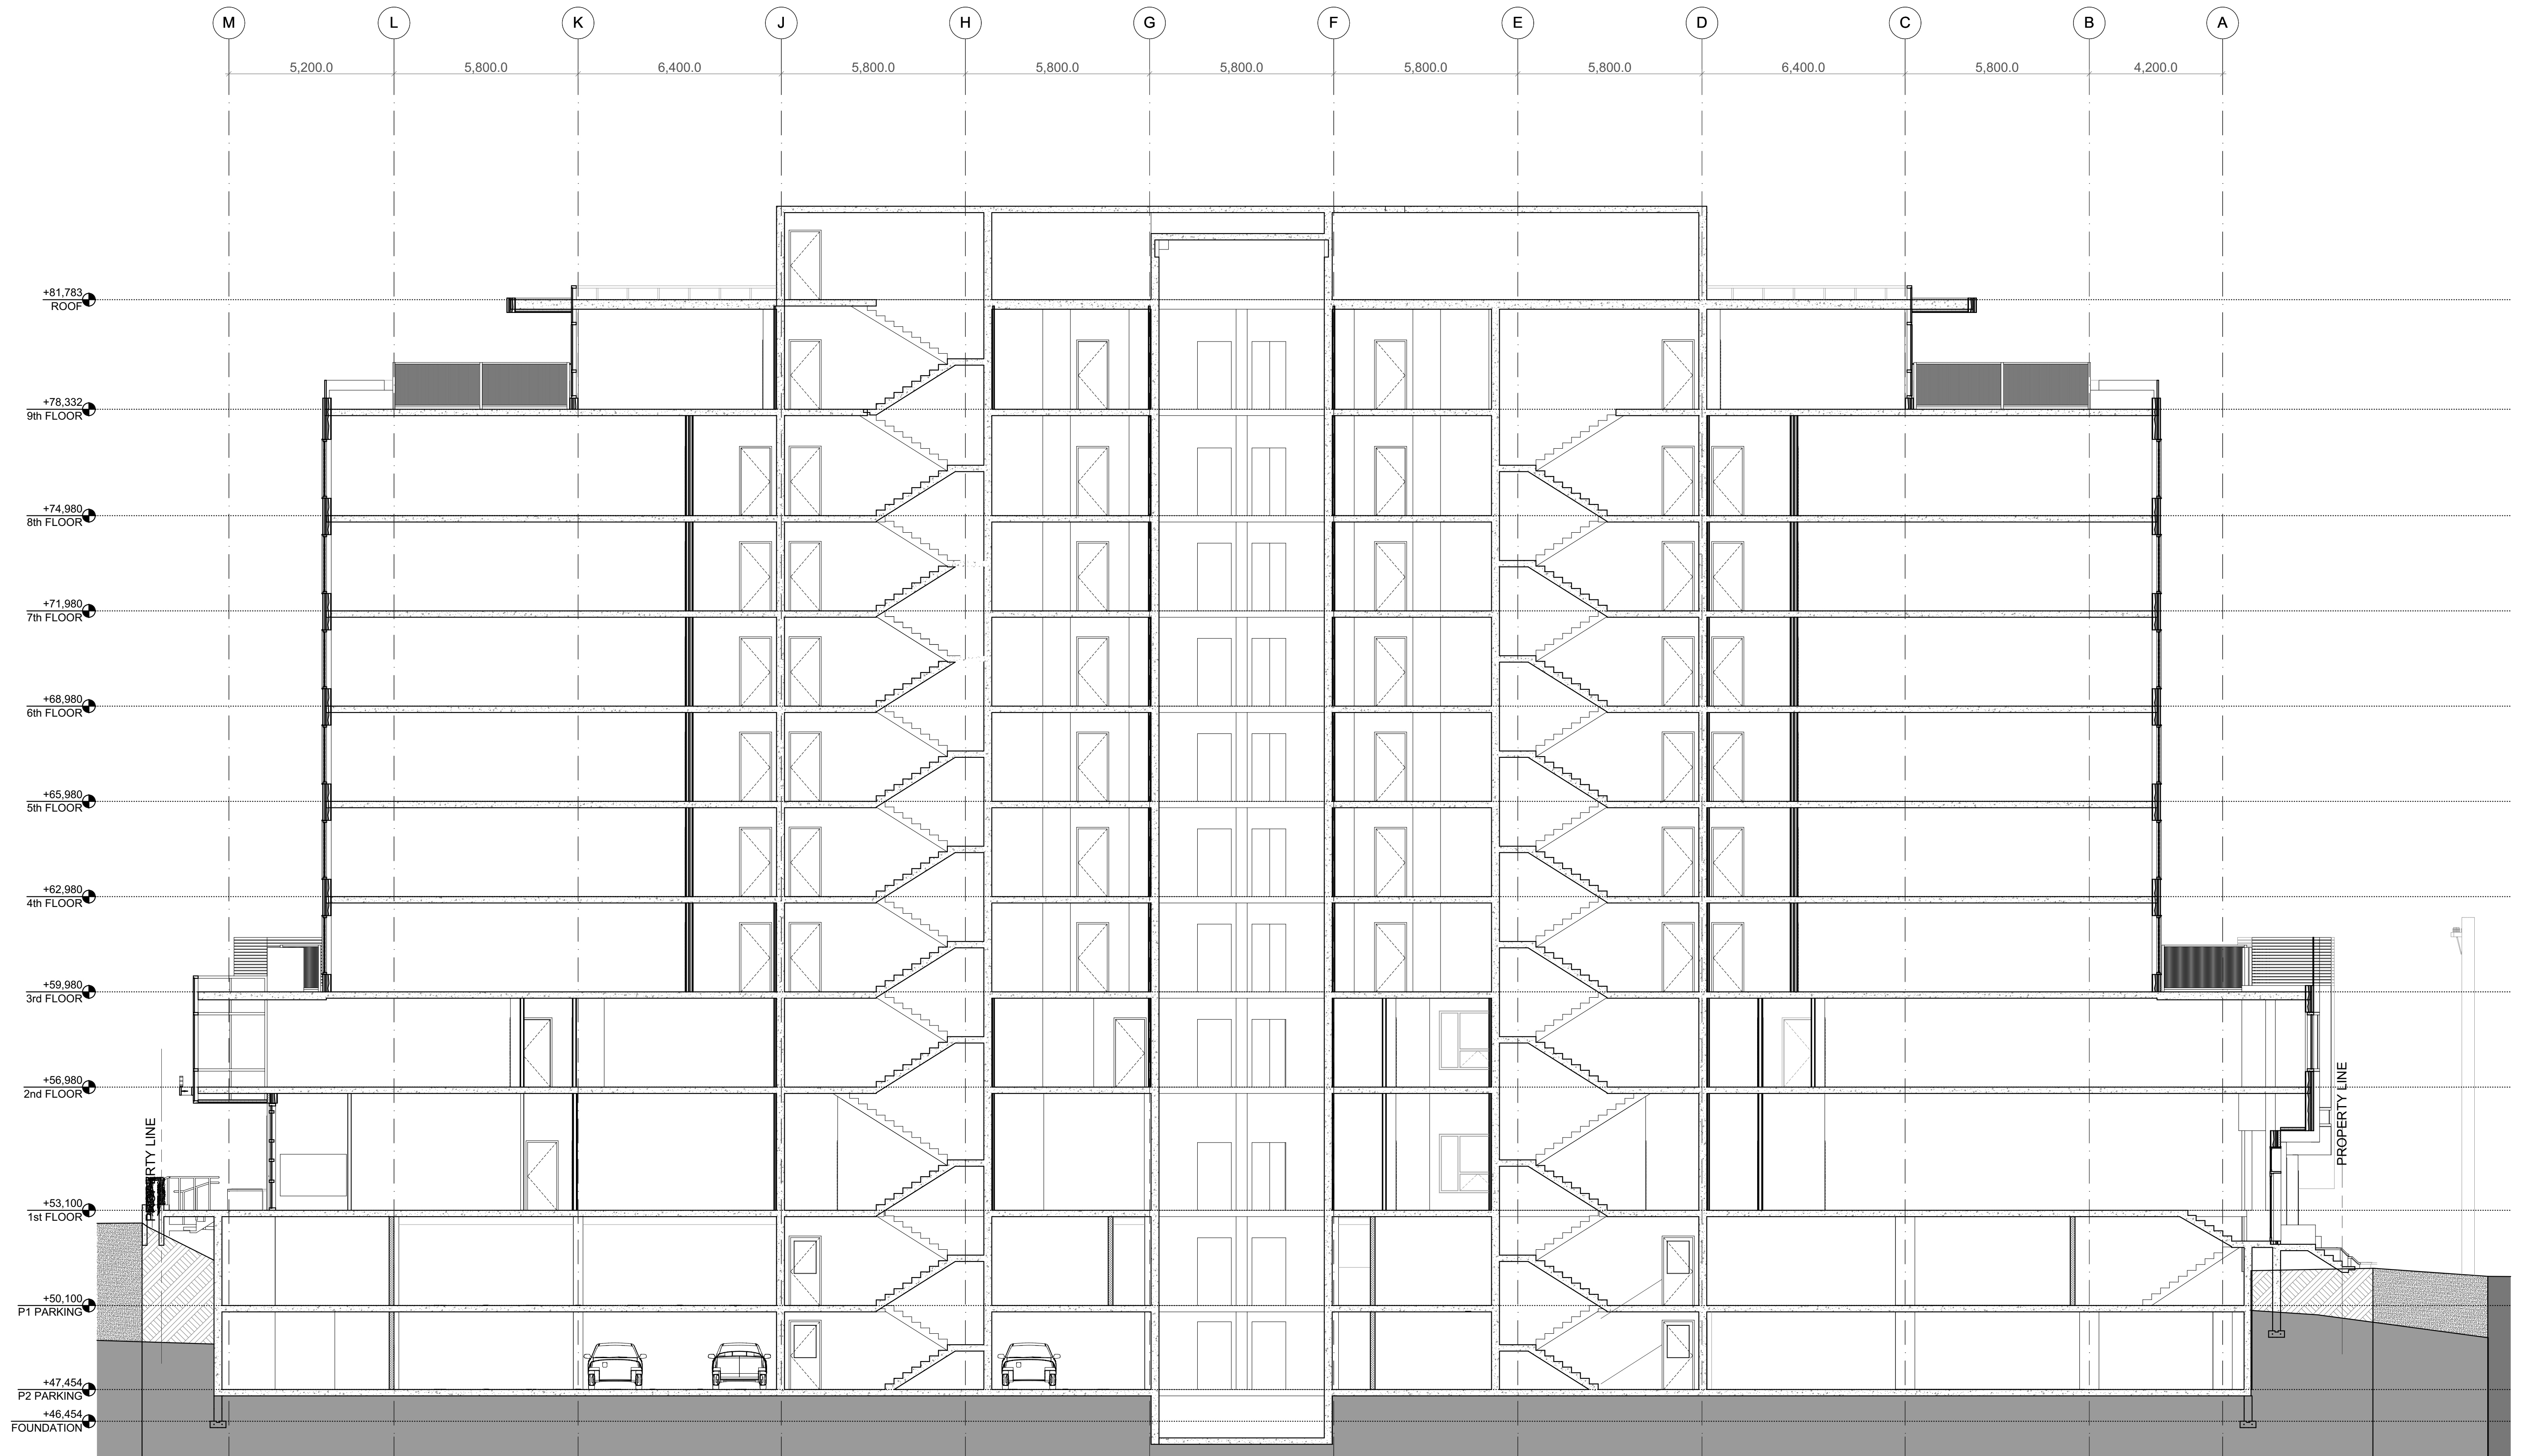 M L K J H G F E D C B A
5,200.0 5,800.0 6,400.0 5,800.0 5,800.0 5,800.0 5,800.0 5,800.0 6,400.0 5,800.0 4,200.0
+81,783
ROOF
+78,332
9th FLOOR
+74,980
8th FLOOR
+71,980
7th FLOOR
+68,980
6th FLOOR
+65,980
5th FLOOR
+62,980
4th FLOOR
+59,980
3rd FLOOR
+56,980
2nd FLOOR
PROPERTY LINE
PROPERTY LINE
+53,100
1st FLOOR
+50,100
P1 PARKING
+47,454
P2 PARKING
+46,454
FOUNDATION